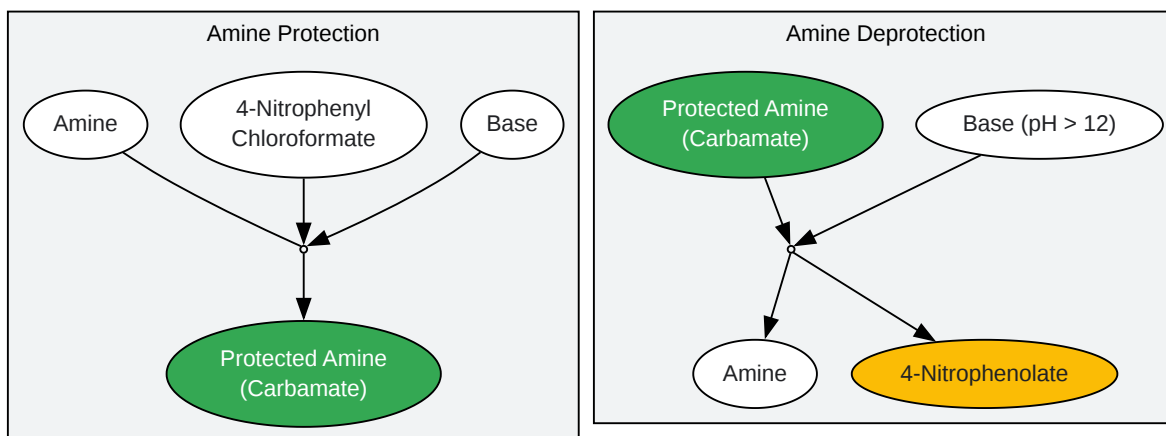 Amine Protection
Amine
4-Nitrophenyl
Chloroformate
Base
Protected Amine
(Carbamate)
Amine Deprotection
Protected Amine
(Carbamate)
Base (pH > 12)
Amine
4-Nitrophenolate